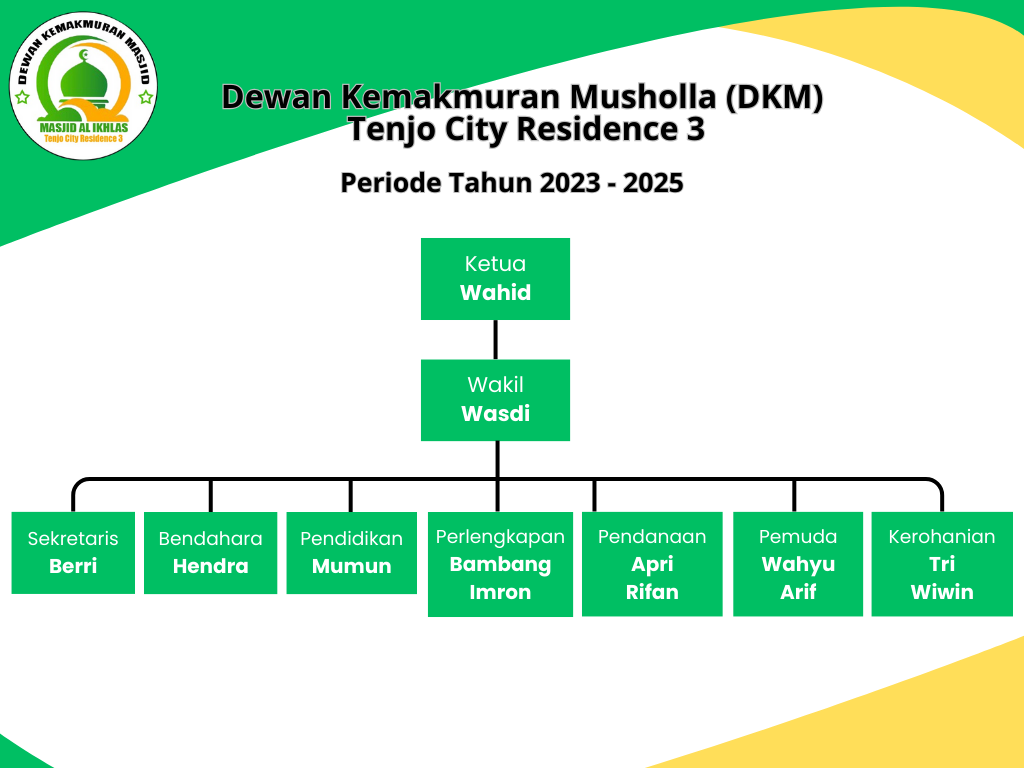 DEWAN KEMAKMURAN MASJID
MASJID AL IKHLAS
Tenjo City Residence 3
Dewan Kemakmuran Musholla (DKM)
Tenjo City Residence 3
Periode Tahun 2023 - 2025
Ketua
Wahid
Wakil
Wasdi
Sekretaris
Berri
Bendahara
Hendra
Pendidikan
Mumun
Perlengkapan
Bambang
Imron
Pendanaan
Apri
Rifan
Pemuda
Wahyu
Arif
Kerohanian
Tri
Wiwin